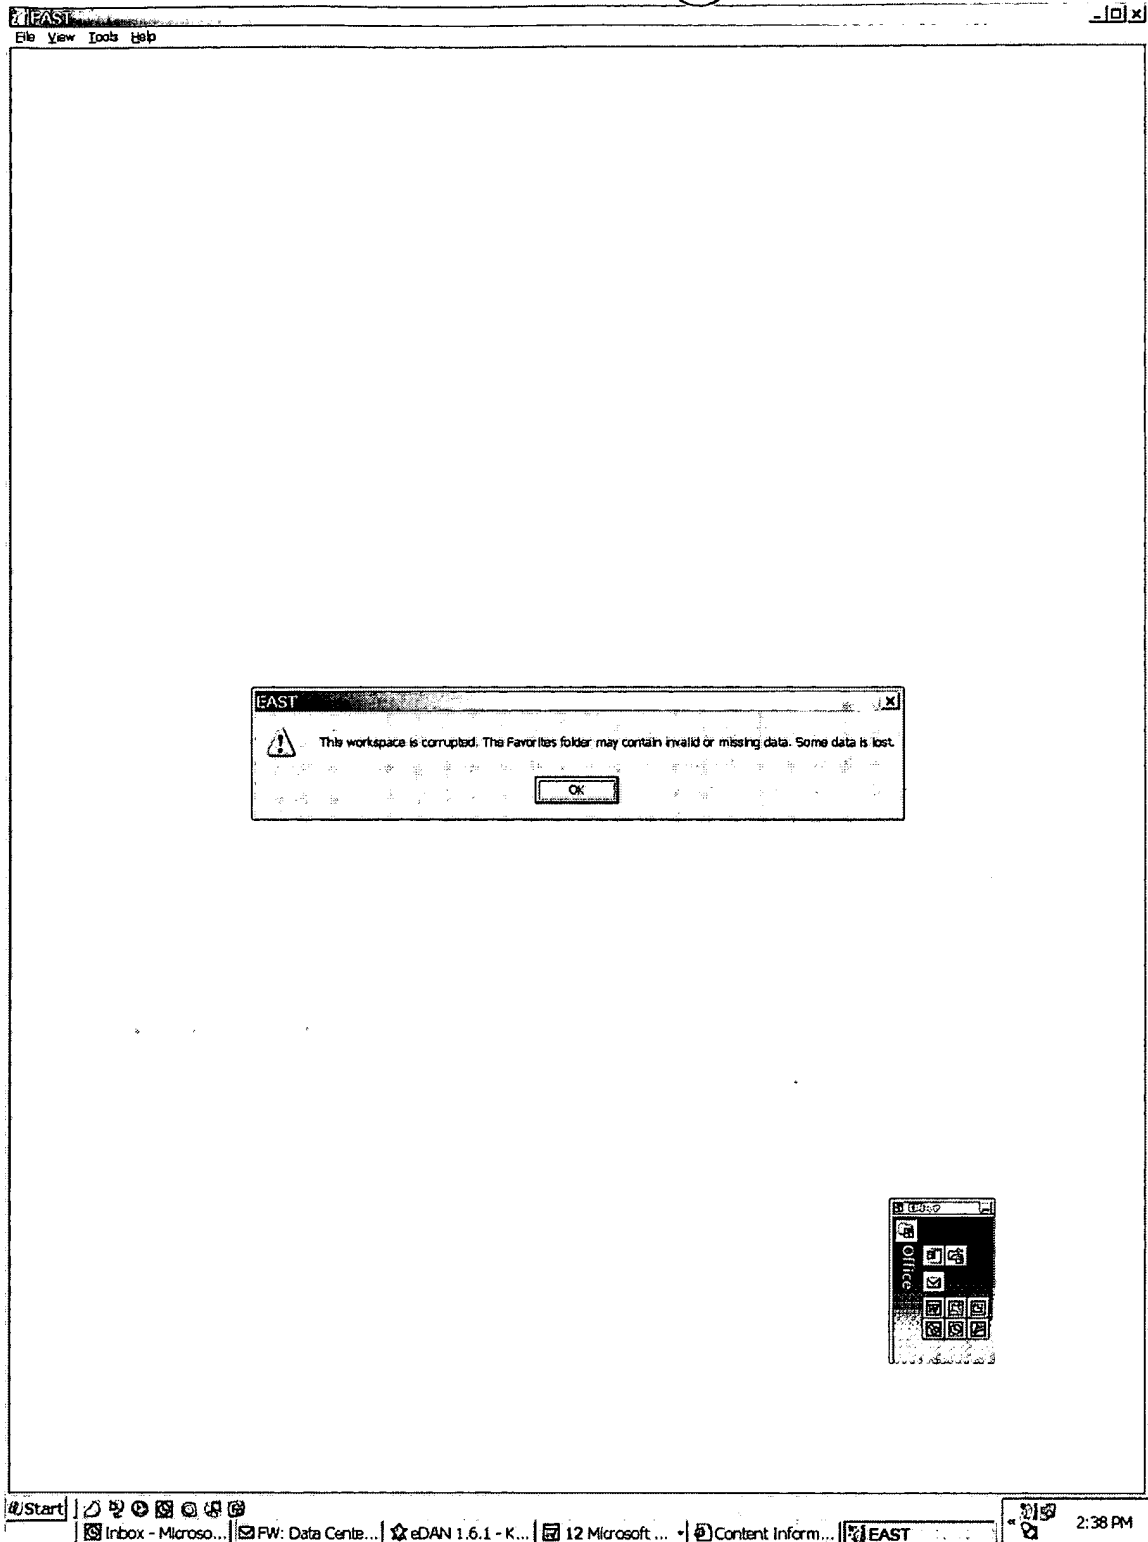 EAST
File View Tools Help
EAST
This workspace is corrupted. The Favorites folder may contain invalid or missing data. Some data is lost.
OK
Office
Start
Inbox - Microso... FW: Data Cente... eDAN 1.6.1 - K... 12 Microsoft ... Content Inform... EAST 2:38 PM